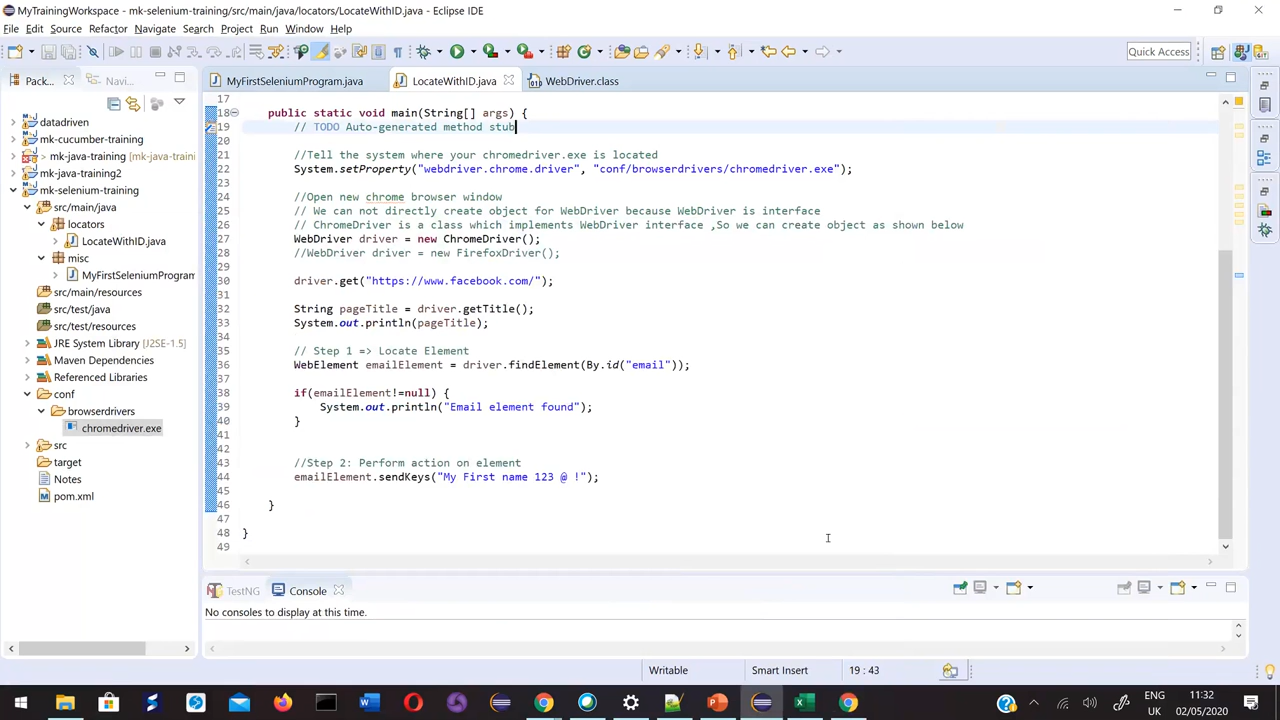 MyTrainingWorkspace - mk-selenium-training/src/main/java/locators/LocateWithID.java - Eclipse IDE
File Edit Source Refactor Navigate Search Project Run Window Help
Quick Access
Pack... Navi...
MyFirstSeleniumProgram.java LocateWithID.java WebDriver.class
datadriven
mk-cucumber-training
> mk-java-training [master
mk-java-training2
mk-selenium-training
src/main/java
locators
LocateWithID.java
misc
MyFirstSeleniumProgram
src/main/resources
src/test/java
src/test/resources
JRE System Library [J2SE-1.5]
Maven Dependencies
Referenced Libraries
conf
browserdrivers
chromedriver.exe
src
target
Notes
pom.xml
17
18 public static void main(String[] args) {
19 // TODO Auto-generated method stub
20
21 //Tell the system where your chromedriver.exe is located
22 System.setProperty("webdriver.chrome.driver", "conf/browserdrivers/chromedriver.exe");
23
24 //Open new chrome browser window
25 // We can not directly create object for WebDriver because WebDriver is interface
26 // ChromeDriver is a class which implements WebDriver interface ,So we can create object as shown below
27 WebDriver driver = new ChromeDriver();
28 //WebDriver driver = new FirefoxDriver();
29
30 driver.get("https://www.facebook.com/");
31
32 String pageTitle = driver.getTitle();
33 System.out.println(pageTitle);
34
35 // Step 1 => Locate Element
36 WebElement emailElement = driver.findElement(By.id("email"));
37
38 if(emailElement!=null) {
39 System.out.println("Email element found");
40 }
41
42
43 //Step 2: Perform action on element
44 emailElement.sendKeys("My First name 123 @ !");
45
46 }
47
48 }
49
TestNG Console
No consoles to display at this time.
Writable Smart Insert 19 : 43
ENG
UK
11:32
02/05/2020